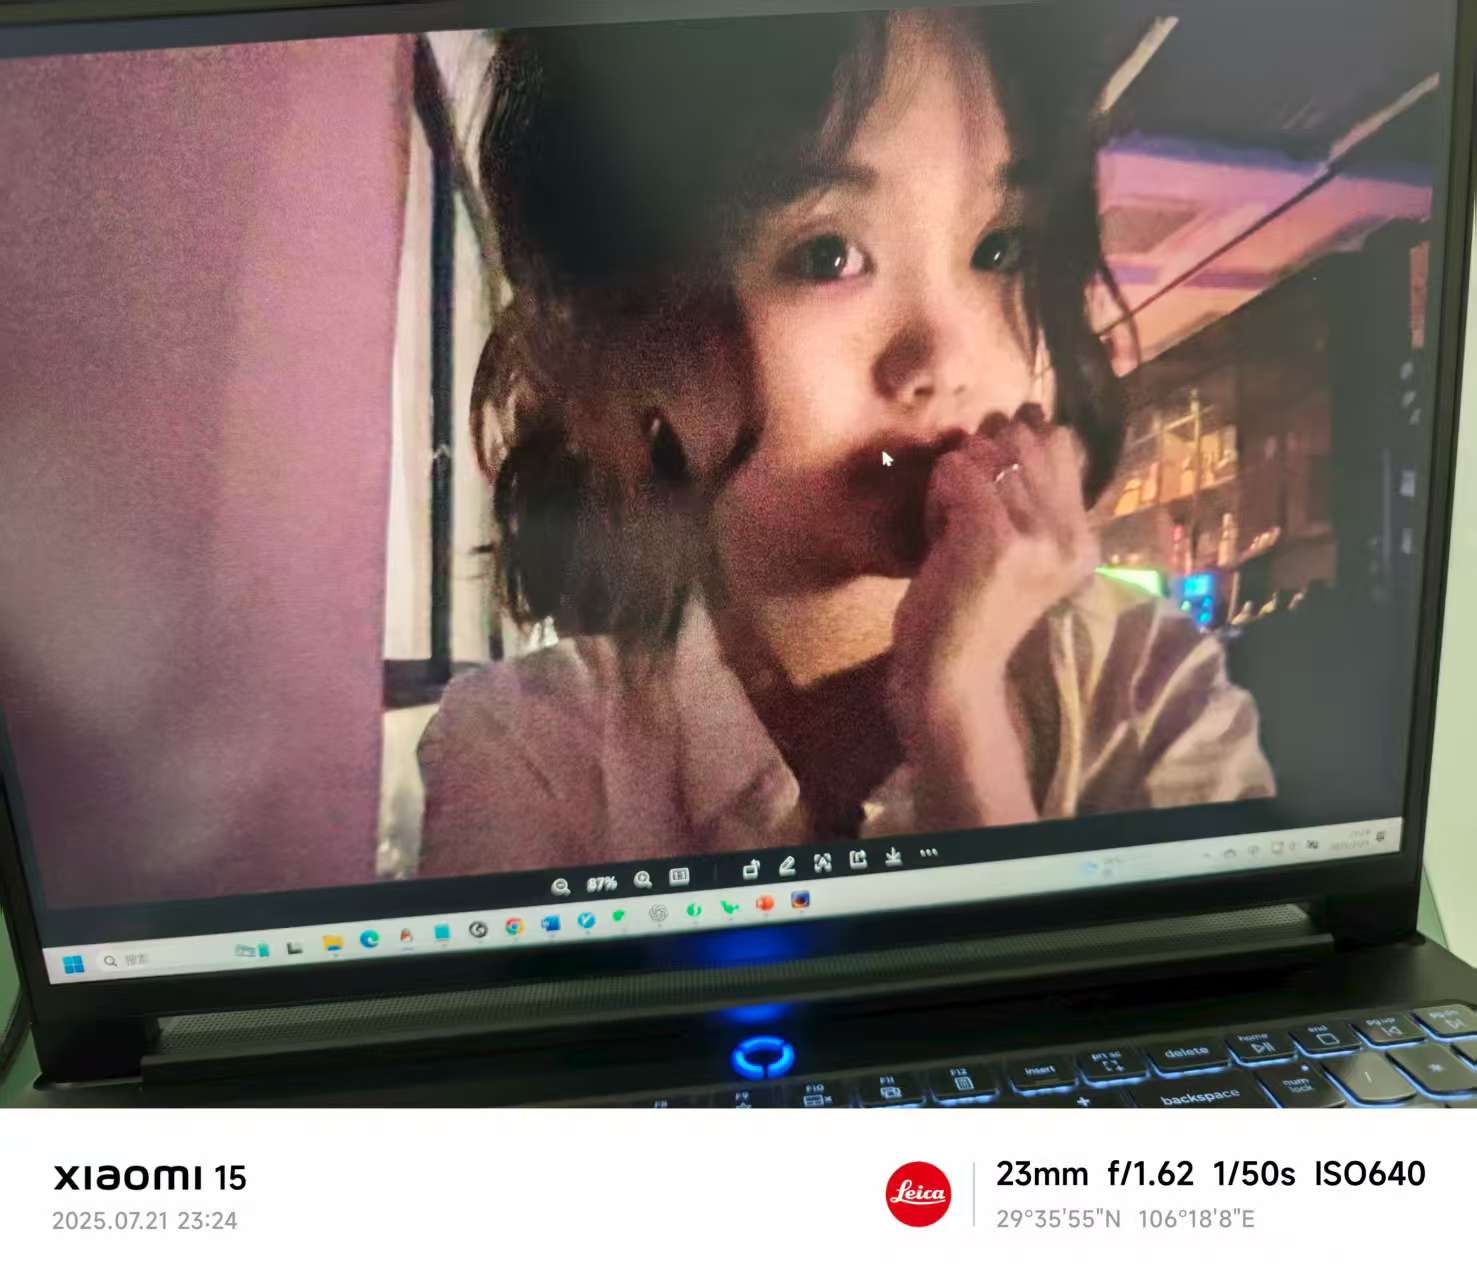 87%
搜索
F8
F9
F10
F11
F12
insert
prt sc
delete
home
end
pg up
pg dn
backspace
num
lock
XIAOMI 15
2025.07.21 23:24
Leica
23mm f/1.62 1/50s ISO640
29°35'55"N 106°18'8"E